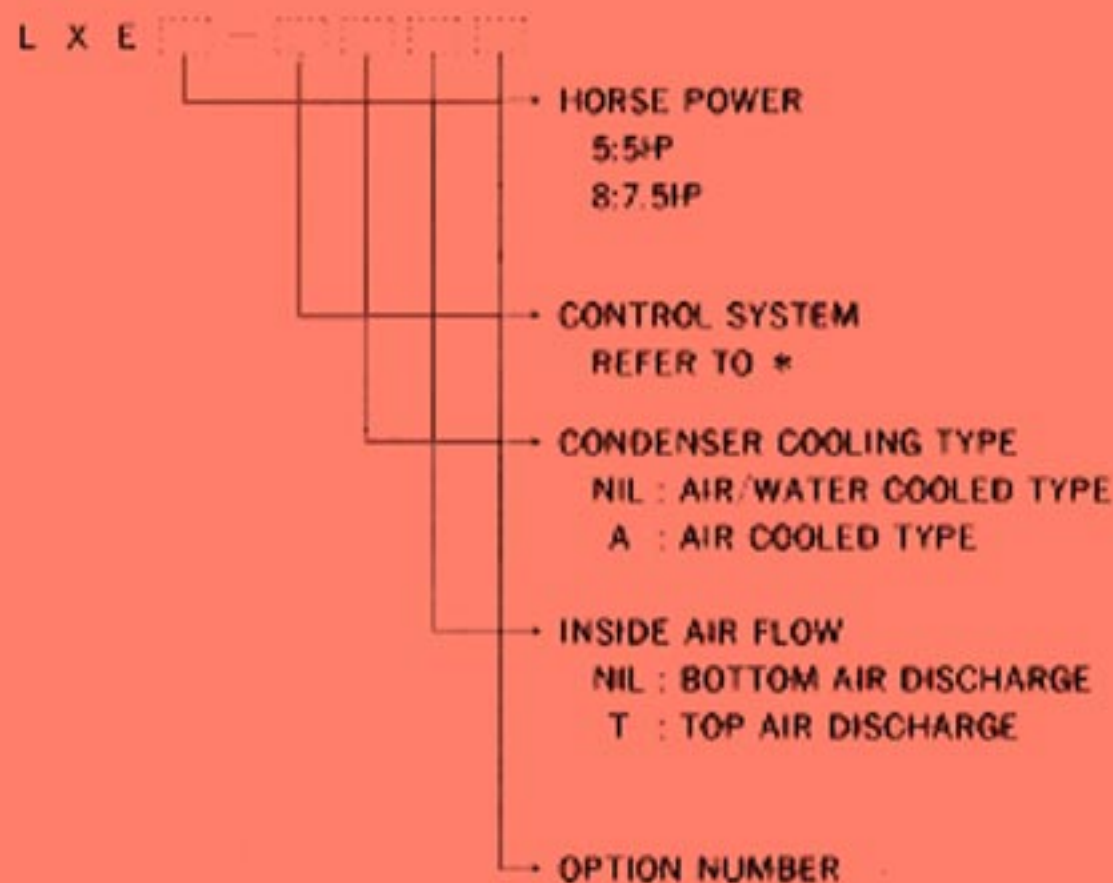 L X E -
HORSE POWER
5:5HP
8:7.5HP
CONTROL SYSTEM
REFER TO *
CONDENSER COOLING TYPE
NIL : AIR/WATER COOLED TYPE
A : AIR COOLED TYPE
INSIDE AIR FLOW
NIL : BOTTOM AIR DISCHARGE
T : TOP AIR DISCHARGE
OPTION NUMBER